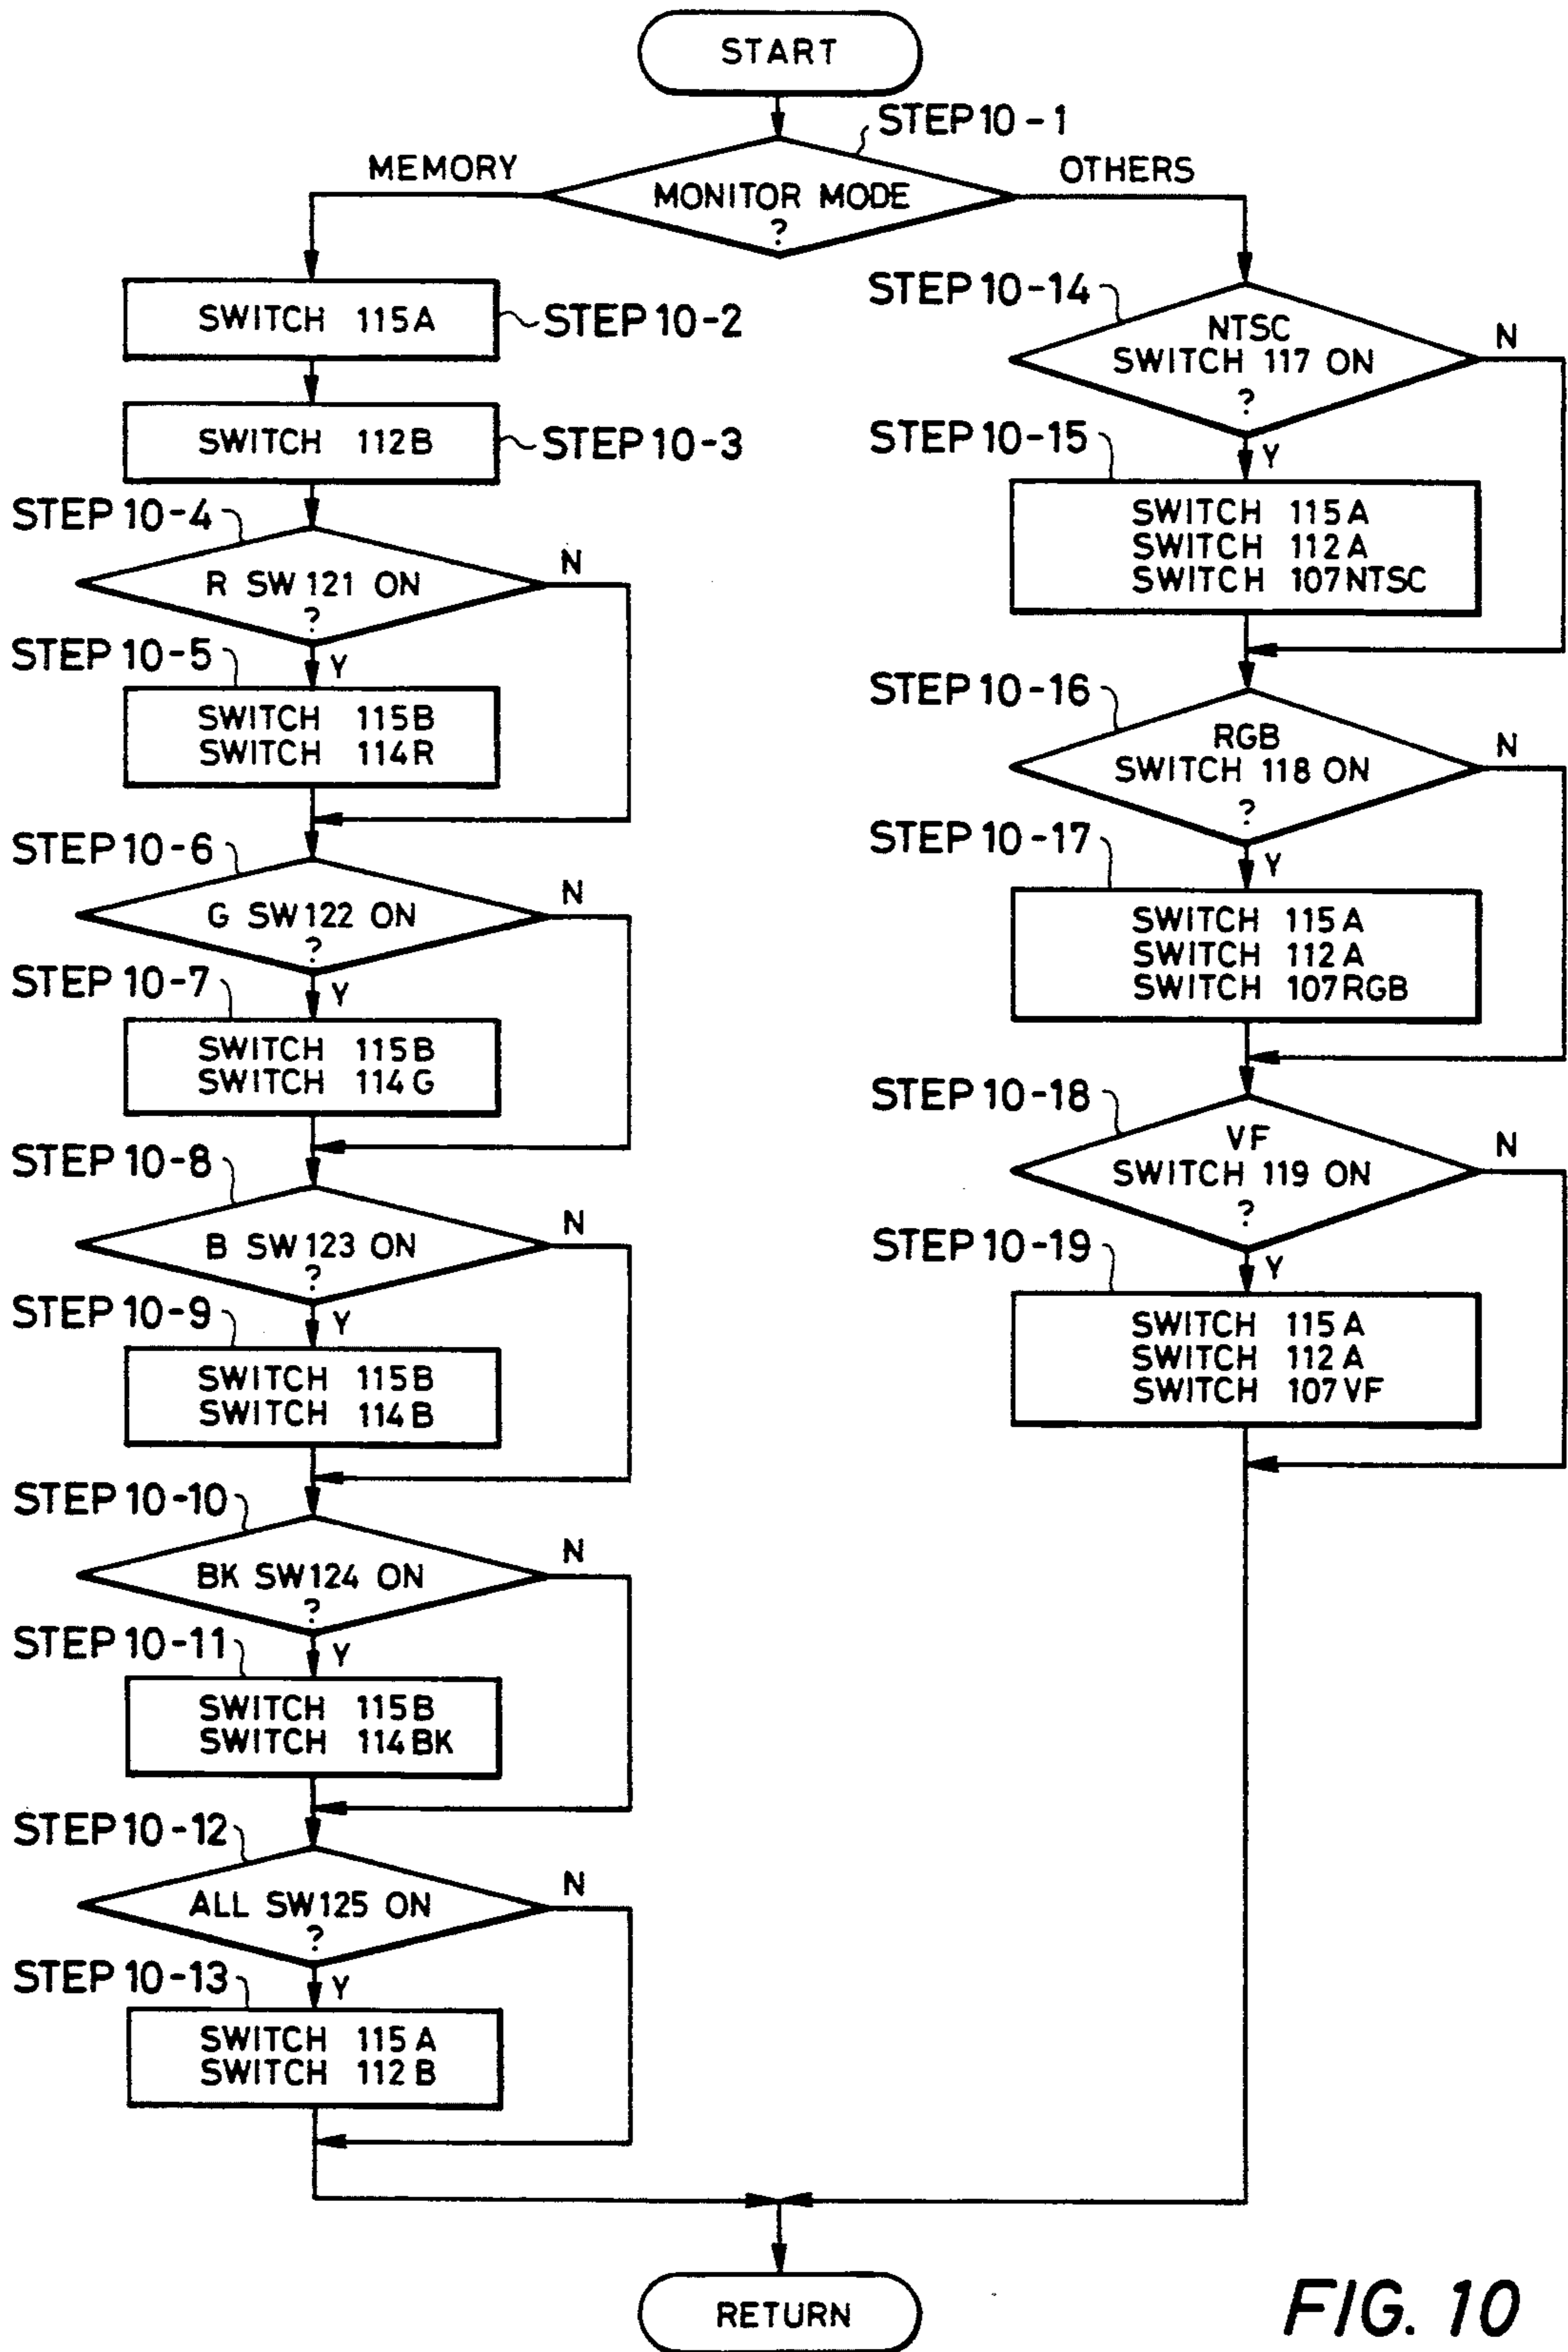 START
STEP 10-1
MEMORY
MONITOR MODE
?
OTHERS
SWITCH 115A
STEP 10-2
SWITCH 112B
STEP 10-3
STEP 10-4
R SW121 ON
?
N
Y
STEP 10-5
SWITCH 115B
SWITCH 114R
STEP 10-6
G SW122 ON
?
N
Y
STEP 10-7
SWITCH 115B
SWITCH 114G
STEP 10-8
B SW123 ON
?
N
Y
STEP 10-9
SWITCH 115B
SWITCH 114B
STEP 10-10
BK SW124 ON
?
N
Y
STEP 10-11
SWITCH 115B
SWITCH 114BK
STEP 10-12
ALL SW125 ON
?
N
Y
STEP 10-13
SWITCH 115A
SWITCH 112B
STEP 10-14
NTSC
SWITCH 117 ON
?
N
Y
STEP 10-15
SWITCH 115A
SWITCH 112A
SWITCH 107NTSC
STEP 10-16
RGB
SWITCH 118 ON
?
N
Y
STEP 10-17
SWITCH 115A
SWITCH 112A
SWITCH 107RGB
STEP 10-18
VF
SWITCH 119 ON
?
N
Y
STEP 10-19
SWITCH 115A
SWITCH 112A
SWITCH 107VF
RETURN
FIG. 10